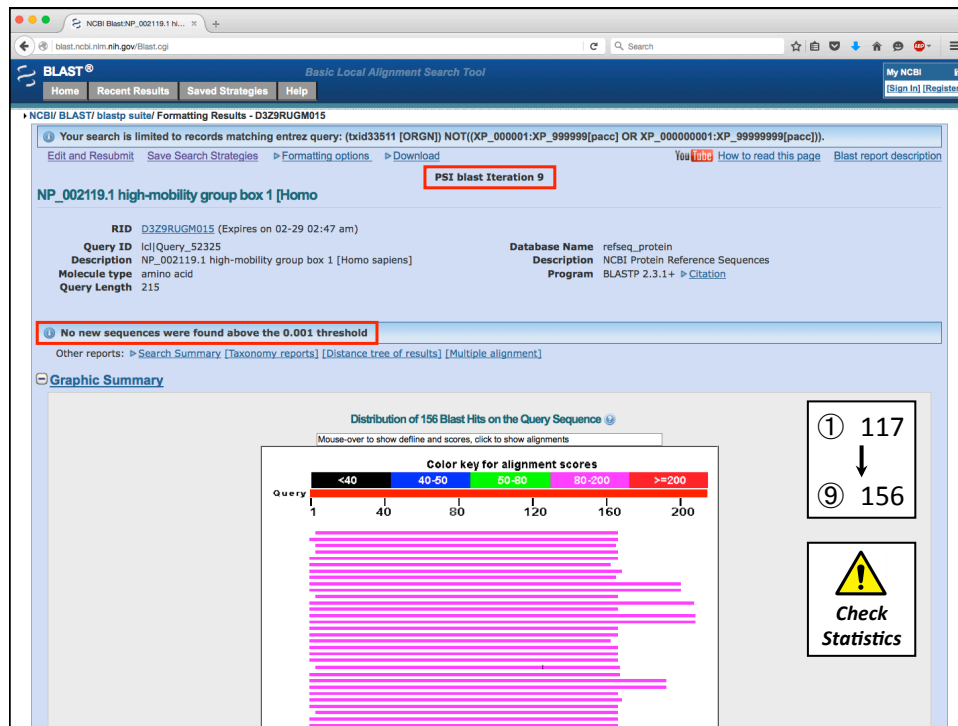 NCBI Blast:NP_002119.1 hi...
blast.ncbi.nlm.nih.gov/Blast.cgi
Search
ABP
BLAST®
Basic Local Alignment Search Tool
My NCBI
Home Recent Results Saved Strategies Help
[Sign In] [Register
NCBI/ BLAST/ blastp suite/ Formatting Results - D3Z9RUGM015
Your search is limited to records matching entrez query: (txid33511 [ORGN]) NOT((XP_000001:XP_999999[pacc] OR XP_000000001:XP_99999999[pacc])).
Edit and Resubmit Save Search Strategies Formatting options Download
You Tube How to read this page Blast report description
PSI blast Iteration 9
NP_002119.1 high-mobility group box 1 [Homo
RID D3Z9RUGM015 (Expires on 02-29 02:47 am)
Query ID lcl|Query_52325
Description NP_002119.1 high-mobility group box 1 [Homo sapiens]
Molecule type amino acid
Query Length 215
Database Name refseq_protein
Description NCBI Protein Reference Sequences
Program BLASTP 2.3.1+ Citation
No new sequences were found above the 0.001 threshold
Other reports: Search Summary [Taxonomy reports] [Distance tree of results] [Multiple alignment]
Graphic Summary
Distribution of 156 Blast Hits on the Query Sequence
Mouse-over to show defline and scores, click to show alignments
Color key for alignment scores
<40 40-50 50-80 80-200 >=200
Query
1 40 80 120 160 200
① 117
↓
⑨ 156
!
Check
Statistics